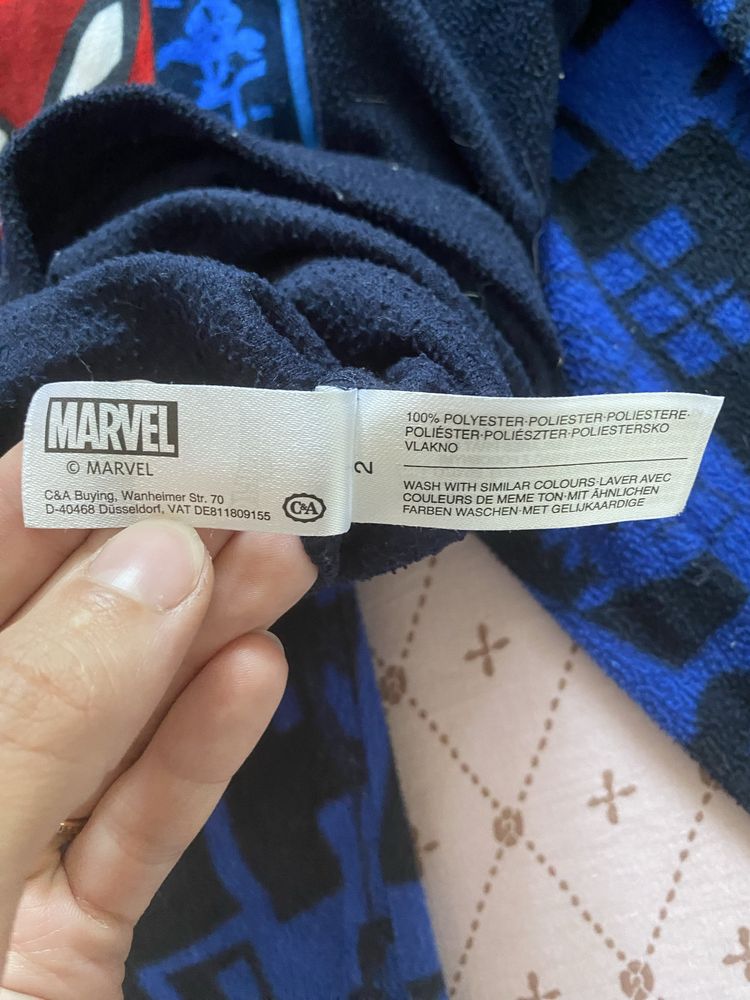 MARVEL
© MARVEL
C&A Buying, Wanheimer Str. 70
D-40468 Düsseldorf, VAT DE811809155
C&A
2
100% POLYESTER·POLIESTER·POLIESTERE·
POLIÉSTER·POLIÉSZTER·POLIESTERSKO
VLAKNO
WASH WITH SIMILAR COLOURS·LAVER AVEC
COULEURS DE MEME TON·MIT ÄHNLICHEN
FARBEN WASCHEN·MET GELIJKAARDIGE